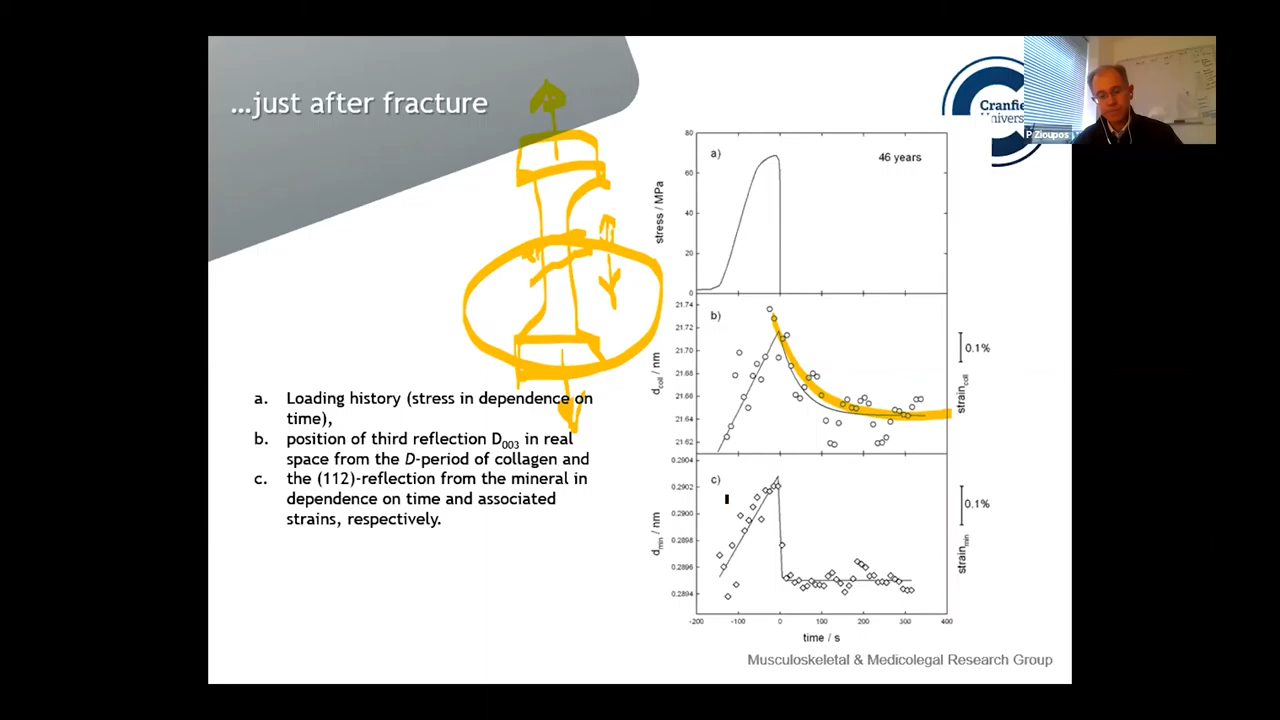 ...just after fracture
Cranfie
Univers
P Zioupos
a. Loading history (stress in dependence on
time),
b. position of third reflection D003 in real
space from the D-period of collagen and
c. the (112)-reflection from the mineral in
dependence on time and associated
strains, respectively.
a)
46 years
stress / MPa
80
60
40
20
0
b)
d coll / nm
21.74
21.72
21.70
21.68
21.66
21.64
21.62
0.1%
strain coll
c)
d min / nm
0.2904
0.2902
0.2900
0.2898
0.2896
0.2894
0.1%
strain min
-200 -100 0 100 200 300 400
time / s
Musculoskeletal & Medicolegal Research Group